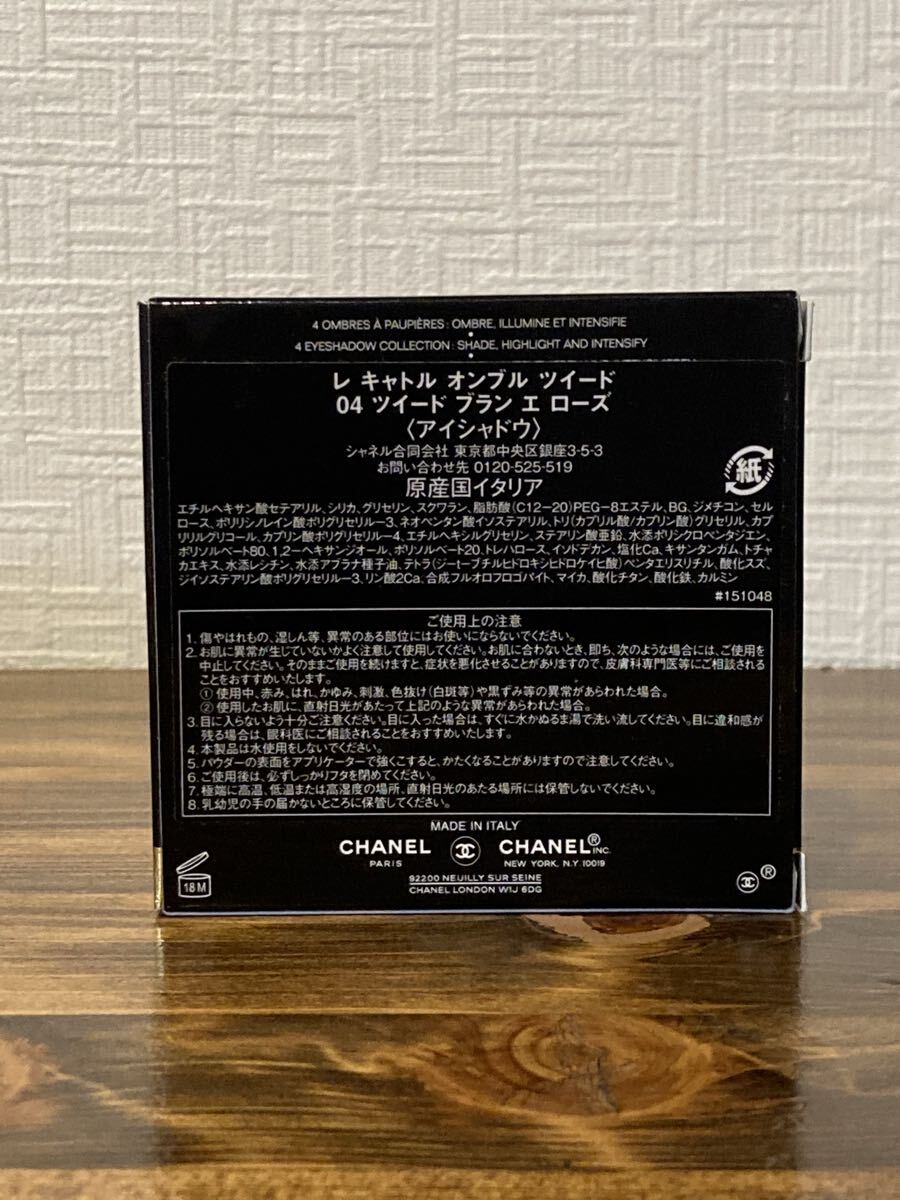 4 OMBRES À PAUPIÈRES : OMBRE, ILLUMINE ET INTENSIFIE
4 EYESHADOW COLLECTION : SHADE, HIGHLIGHT AND INTENSIFY
レ キャトル オンブル ツイード
04 ツイード ブラン エ ローズ
〈アイシャドウ〉
シャネル合同会社 東京都中央区銀座3-5-3
お問い合わせ先 0120-525-519
原産国イタリア
紙
エチルヘキサン酸セテアリル、シリカ、グリセリン、スクワラン、脂肪酸(C12-20)PEG-8エステル、BG、ジメチコン、セル
ロース、ポリリシノレイン酸ポリグリセリル-3、ネオペンタン酸イソステアリル、トリ(カプリル酸/カプリン酸)グリセリル、カプ
リリルグリコール、カプリン酸ポリグリセリル-4、エチルヘキシルグリセリン、ステアリン酸亜鉛、水添ポリシクロペンタジエン、
ポリソルベート80、1,2-ヘキサンジオール、ポリソルベート20、トレハロース、イソドデカン、塩化Ca、キサンタンガム、トチャ
カエキス、水添レシチン、水添アブラナ種子油、テトラ(ジ-t-ブチルヒドロキシヒドロケイヒ酸)ペンタエリスリチル、酸化スズ、
ジイソステアリン酸ポリグリセリル-3、リン酸2Ca、合成フルオロフロゴパイト、マイカ、酸化チタン、酸化鉄、カルミン
#151048
ご使用上の注意
1. 傷やはれもの、湿しん等、異常のある部位にはお使いにならないでください。
2. お肌に異常が生じていないかよく注意して使用してください。お肌に合わないとき、即ち、次のような場合には、ご使用を
中止してください。そのままご使用を続けますと、症状を悪化させることがありますので、皮膚科専門医等にご相談される
ことをおすすめいたします。
① 使用中、赤み、はれ、かゆみ、刺激、色抜け(白斑等)や黒ずみ等の異常があらわれた場合。
② 使用したお肌に、直射日光があたって上記のような異常があらわれた場合。
3. 目に入らないよう十分ご注意ください。目に入った場合は、すぐに水かぬるま湯で洗い流してください。目に違和感が
残る場合は、眼科医にご相談されることをおすすめいたします。
4. 本製品は水使用をしないでください。
5. パウダーの表面をアプリケーターで強くこすると、かたくなることがありますので注意してください。
6. ご使用後は、必ずしっかりフタを閉めてください。
7. 極端に高温、低温または高湿度の場所、直射日光のあたる場所には保管しないでください。
8. 乳幼児の手の届かないところに保管してください。
MADE IN ITALY
CHANEL CHANEL® INC.
PARIS NEW YORK, N.Y 10019
92200 NEUILLY SUR SEINE
CHANEL LONDON W1J 6DG
18 M
®